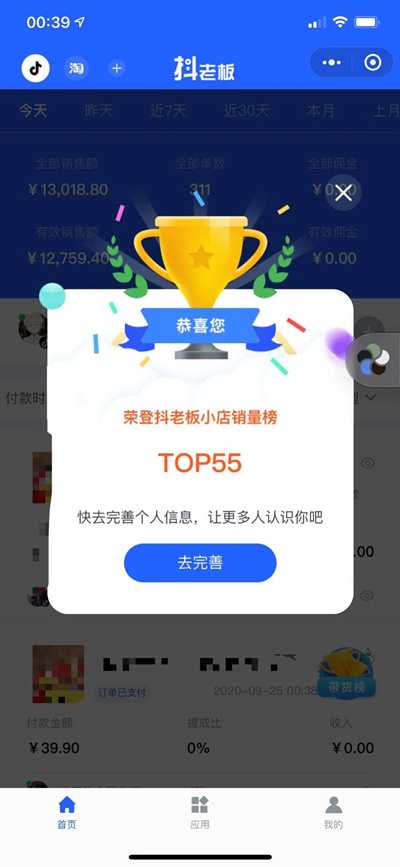 00:39
淘
抖老板
今天 昨天 近7天 近30天 本月 上月
全部销售额 全部单数 全部佣金
¥13,018.80 311
有效销售额 有效佣金
¥12,759.40 ¥0.00
恭喜您
付款时
荣登抖老板小店销量榜
TOP55
快去完善个人信息，让更多人认识你吧
去完善
订单已支付 2020-09-25 00:38
带货榜
付款金额 提成比 收入
¥39.90 0% ¥0.00
首页 应用 我的